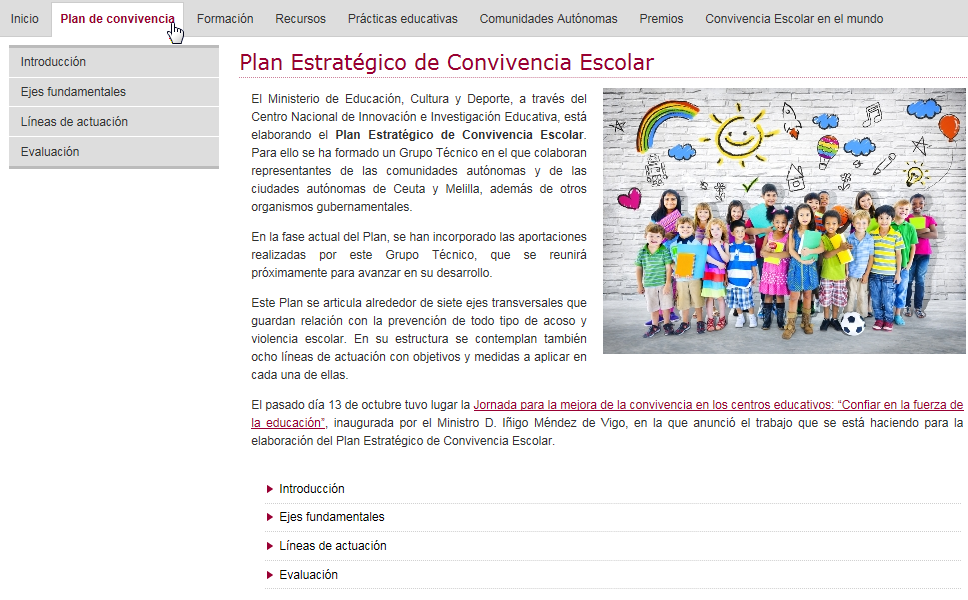 Inicio Plan de convivencia Formación Recursos Prácticas educativas Comunidades Autónomas Premios Convivencia Escolar en el mundo
Introducción
Ejes fundamentales
Líneas de actuación
Evaluación
Plan Estratégico de Convivencia Escolar
El Ministerio de Educación, Cultura y Deporte, a través del
Centro Nacional de Innovación e Investigación Educativa, está
elaborando el Plan Estratégico de Convivencia Escolar.
Para ello se ha formado un Grupo Técnico en el que colaboran
representantes de las comunidades autónomas y de las
ciudades autónomas de Ceuta y Melilla, además de otros
organismos gubernamentales.
En la fase actual del Plan, se han incorporado las aportaciones
realizadas por este Grupo Técnico, que se reunirá
próximamente para avanzar en su desarrollo.
Este Plan se articula alrededor de siete ejes transversales que
guardan relación con la prevención de todo tipo de acoso y
violencia escolar. En su estructura se contemplan también
ocho líneas de actuación con objetivos y medidas a aplicar en
cada una de ellas.
El pasado día 13 de octubre tuvo lugar la Jornada para la mejora de la convivencia en los centros educativos: “Confiar en la fuerza de
la educación”, inaugurada por el Ministro D. Iñigo Méndez de Vigo, en la que anunció el trabajo que se está haciendo para la
elaboración del Plan Estratégico de Convivencia Escolar.
Introducción
Ejes fundamentales
Líneas de actuación
Evaluación